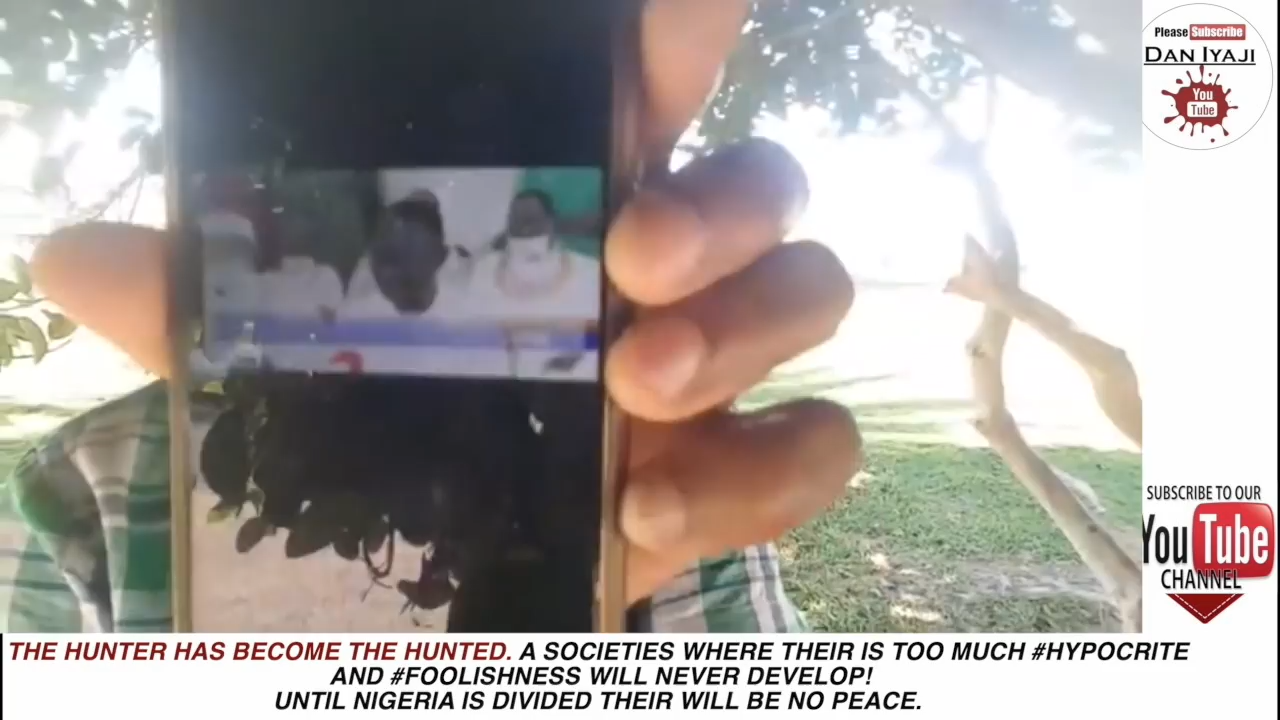 Please Subscribe
DAN IYAJI
You
Tube
SUBSCRIBE TO OUR
YouTube
CHANNEL
THE HUNTER HAS BECOME THE HUNTED. A SOCIETIES WHERE THEIR IS TOO MUCH #HYPOCRITE
AND #FOOLISHNESS WILL NEVER DEVELOP!
UNTIL NIGERIA IS DIVIDED THEIR WILL BE NO PEACE.